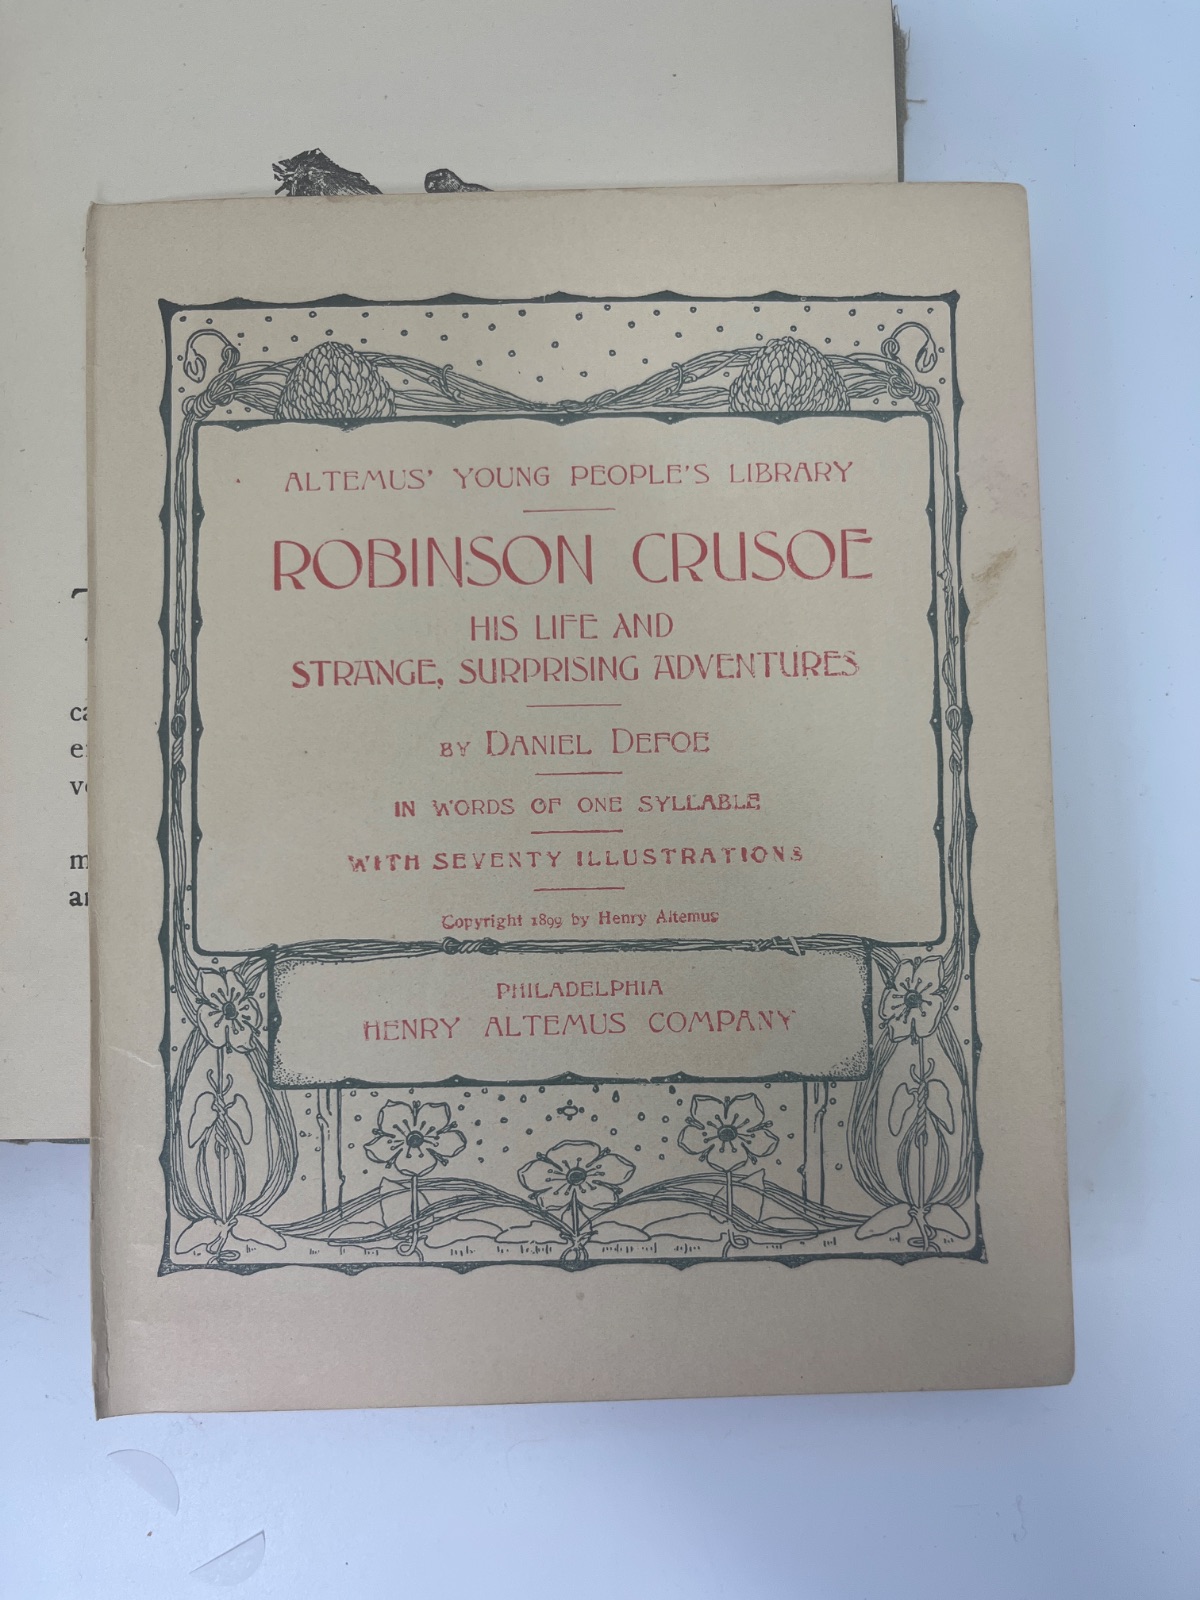 ALTEMUS' YOUNG PEOPLE'S LIBRARY
ROBINSON CRUSOE
HIS LIFE AND
STRANGE, SURPRISING ADVENTURES
BY DANIEL DEFOE
IN WORDS OF ONE SYLLABLE
WITH SEVENTY ILLUSTRATIONS
Copyright 1899 by Henry Altemus
PHILADELPHIA
HENRY ALTEMUS COMPANY